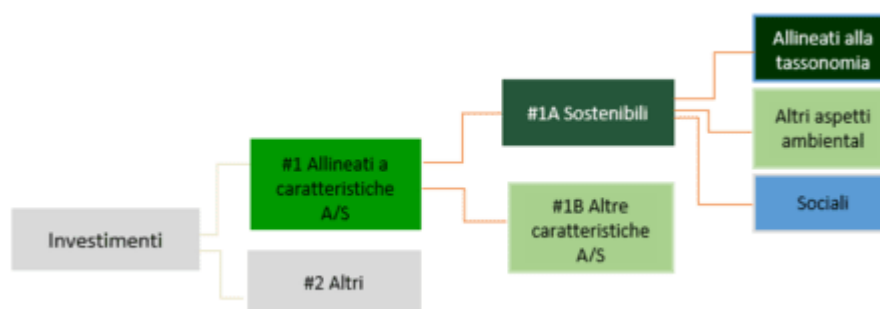 Allineati alla
tassonomia
#1A Sostenibili
Altri aspetti
ambiental
#1 Allineati a
caratteristiche
A/S
#1B Altre
caratteristiche
A/S
Sociali
Investimenti
#2 Altri